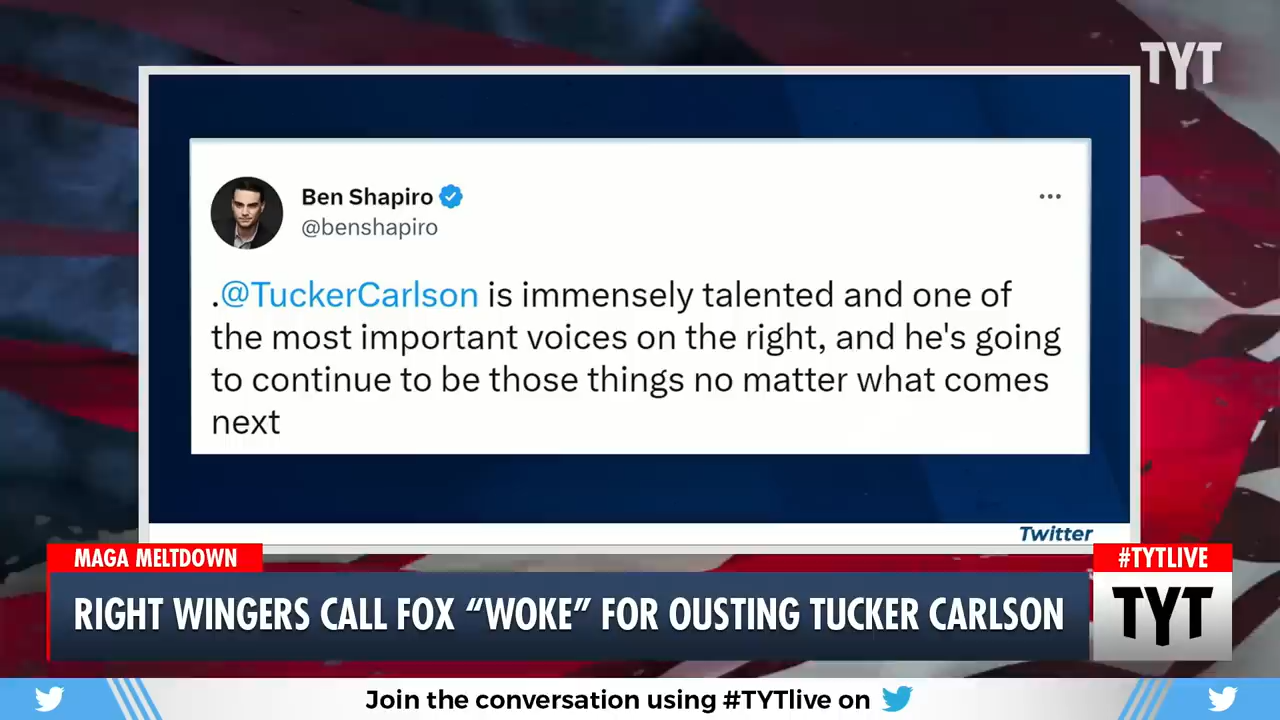 TYT
Ben Shapiro
@benshapiro
.@TuckerCarlson is immensely talented and one of
the most important voices on the right, and he's going
to continue to be those things no matter what comes
next
Twitter
MAGA MELTDOWN
#TYTLIVE
RIGHT WINGERS CALL FOX “WOKE” FOR OUSTING TUCKER CARLSON
TYT
Join the conversation using #TYTlive on